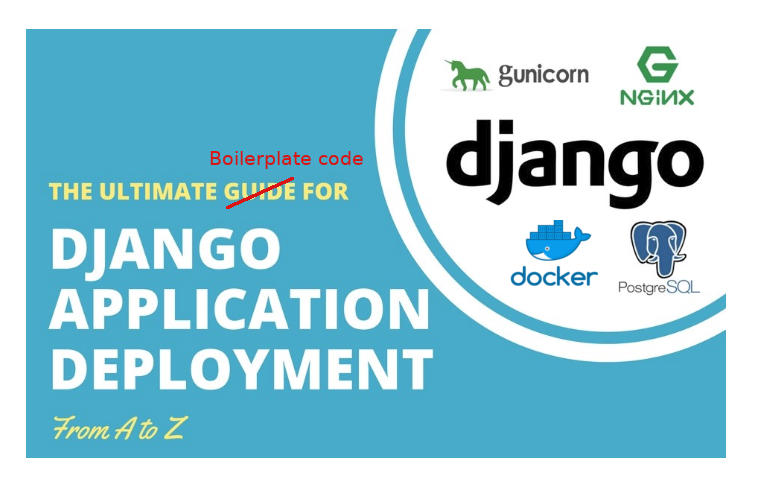 gunicorn
NGINX
django
docker
PostgreSQL
Boilerplate code
THE ULTIMATE GUIDE FOR
DJANGO
APPLICATION
DEPLOYMENT
From A to Z